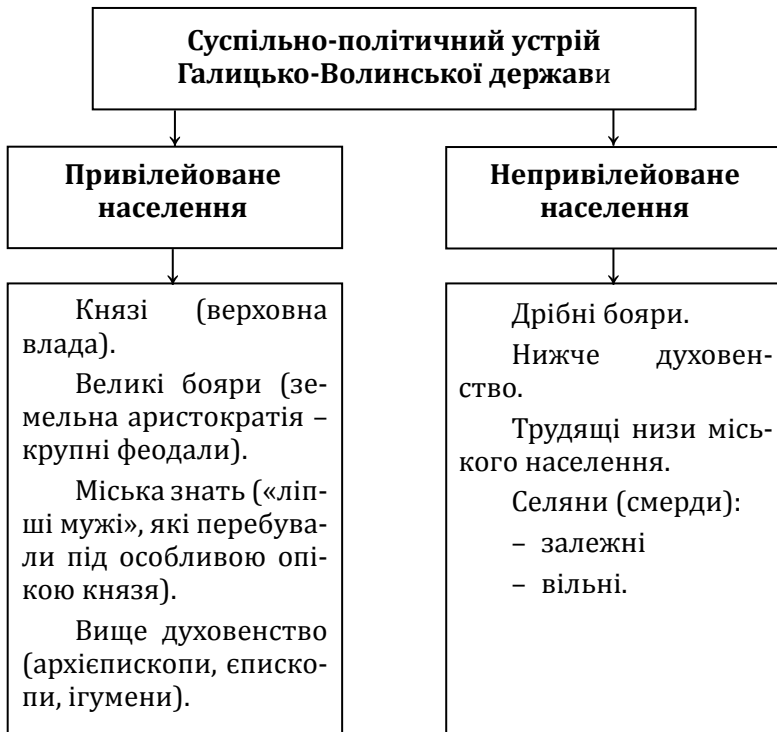 Суспільно-політичний устрій
Галицько-Волинської держави
Привілейоване
населення
Князі (верховна
влада).
Великі бояри (зе-
мельна аристократія –
крупні феодали).
Міська знать («ліп-
ші мужі», які перебува-
ли під особливою опі-
кою князя).
Вище духовенство
(архієпископи, єписко-
пи, ігумени).
Непривілейоване
населення
Дрібні бояри.
Нижче духовен-
ство.
Трудящі низи місь-
кого населення.
Селяни (смерди):
– залежні
– вільні.